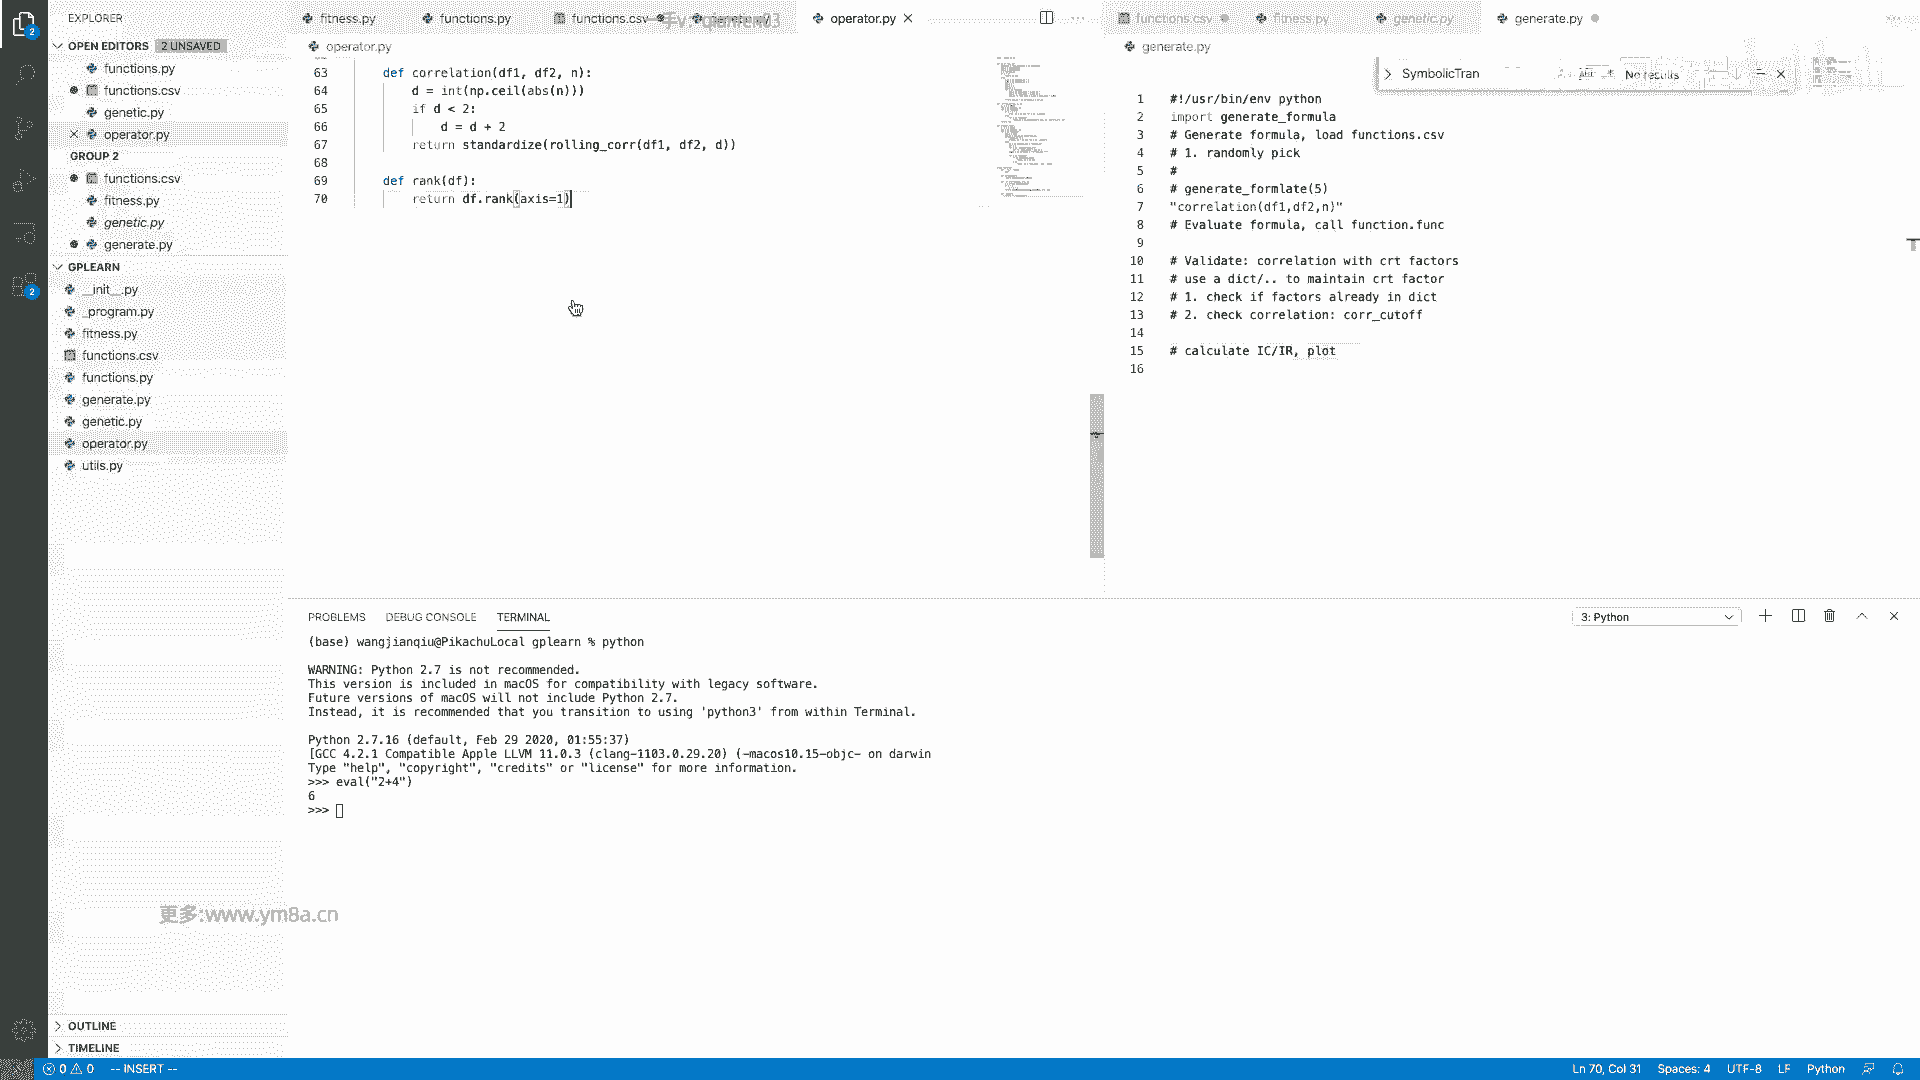 EXPLORER
OPEN EDITORS 2 UNSAVED
functions.py
functions.csv
genetic.py
operator.py
GROUP 2
functions.csv
fitness.py
genetic.py
generate.py
GPLEARN
__init__.py
_program.py
fitness.py
functions.csv
functions.py
generate.py
genetic.py
operator.py
utils.py
OUTLINE
TIMELINE
fitness.py functions.py functions.csv operator.py
operator.py
63 def correlation(df1, df2, n):
64 d = int(np.ceil(abs(n)))
65 if d < 2:
66 d = d + 2
67 return standardize(rolling_corr(df1, df2, d))
68
69 def rank(df):
70 return df.rank(axis=1)
functions.csv fitness.py genetic.py generate.py
generate.py
SymbolicTran No results
1 #!/usr/bin/env python
2 import generate_formula
3 # Generate formula, load functions.csv
4 # 1. randomly pick
5 #
6 # generate_formlate(5)
7 "correlation(df1,df2,n)"
8 # Evaluate formula, call function.func
9
10 # Validate: correlation with crt factors
11 # use a dict/.. to maintain crt factor
12 # 1. check if factors already in dict
13 # 2. check correlation: corr_cutoff
14
15 # calculate IC/IR, plot
16
PROBLEMS DEBUG CONSOLE TERMINAL 3: Python
(base) wangjianqiu@PikachuLocal gplearn % python
WARNING: Python 2.7 is not recommended.
This version is included in macOS for compatibility with legacy software.
Future versions of macOS will not include Python 2.7.
Instead, it is recommended that you transition to using 'python3' from within Terminal.
Python 2.7.16 (default, Feb 29 2020, 01:55:37)
[GCC 4.2.1 Compatible Apple LLVM 11.0.3 (clang-1103.0.29.20) (-macos10.15-objc- on darwin
Type "help", "copyright", "credits" or "license" for more information.
>>> eval("2+4")
6
>>>
更多:www.ym8a.cn
0 0 -- INSERT -- Ln 70, Col 31 Spaces: 4 UTF-8 LF Python